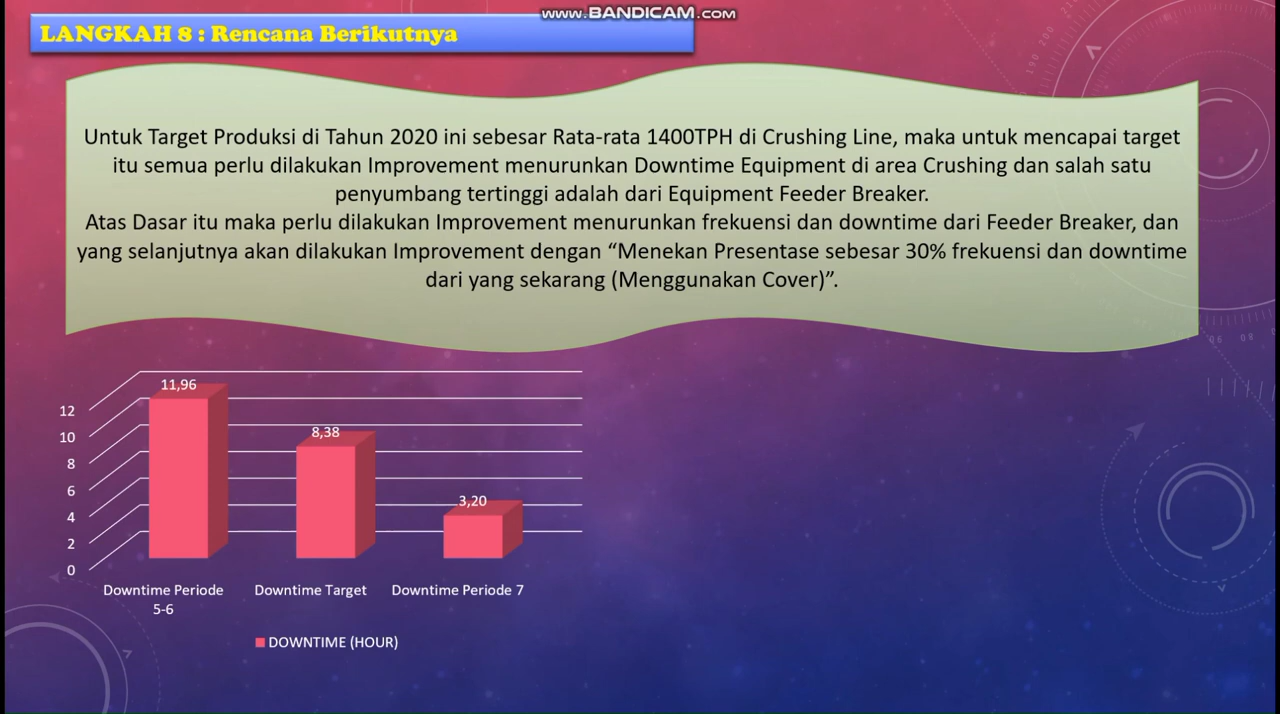 www.BANDICAM.com
LANGKAH 8 : Rencana Berikutnya
Untuk Target Produksi di Tahun 2020 ini sebesar Rata-rata 1400TPH di Crushing Line, maka untuk mencapai target
itu semua perlu dilakukan Improvement menurunkan Downtime Equipment di area Crushing dan salah satu
penyumbang tertinggi adalah dari Equipment Feeder Breaker.
Atas Dasar itu maka perlu dilakukan Improvement menurunkan frekuensi dan downtime dari Feeder Breaker, dan
yang selanjutnya akan dilakukan Improvement dengan “Menekan Presentase sebesar 30% frekuensi dan downtime
dari yang sekarang (Menggunakan Cover)”.
11,96
8,38
3,20
12
10
8
6
4
2
0
Downtime Periode
5-6
Downtime Target
Downtime Periode 7
DOWNTIME (HOUR)